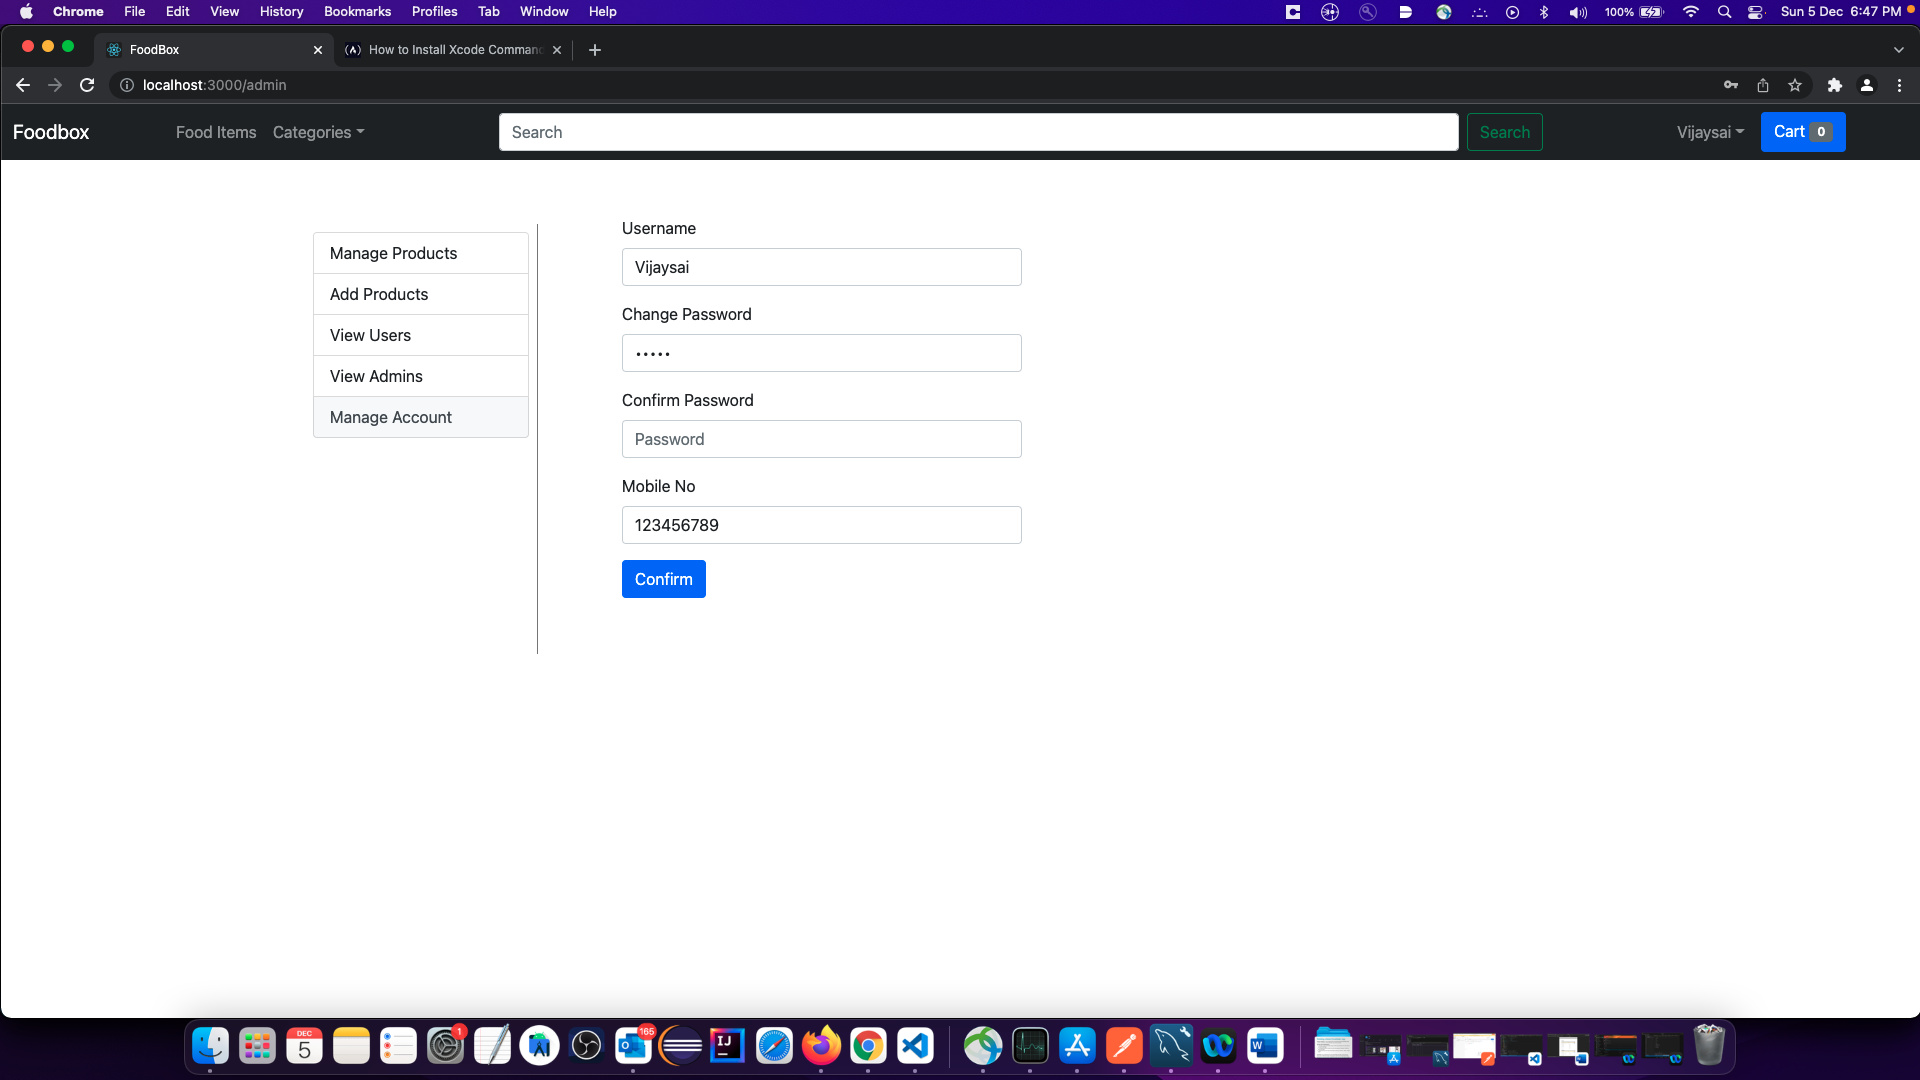 Chrome File Edit View History Bookmarks Profiles Tab Window Help 100% Sun 5 Dec 6:47 PM
FoodBox How to Install Xcode Comman
localhost:3000/admin
Foodbox Food Items Categories Search Search Vijaysai Cart 0
Manage Products
Add Products
View Users
View Admins
Manage Account
Username
Vijaysai
Change Password
•••••
Confirm Password
Password
Mobile No
123456789
Confirm
DEC
5
1
165
IJ
W